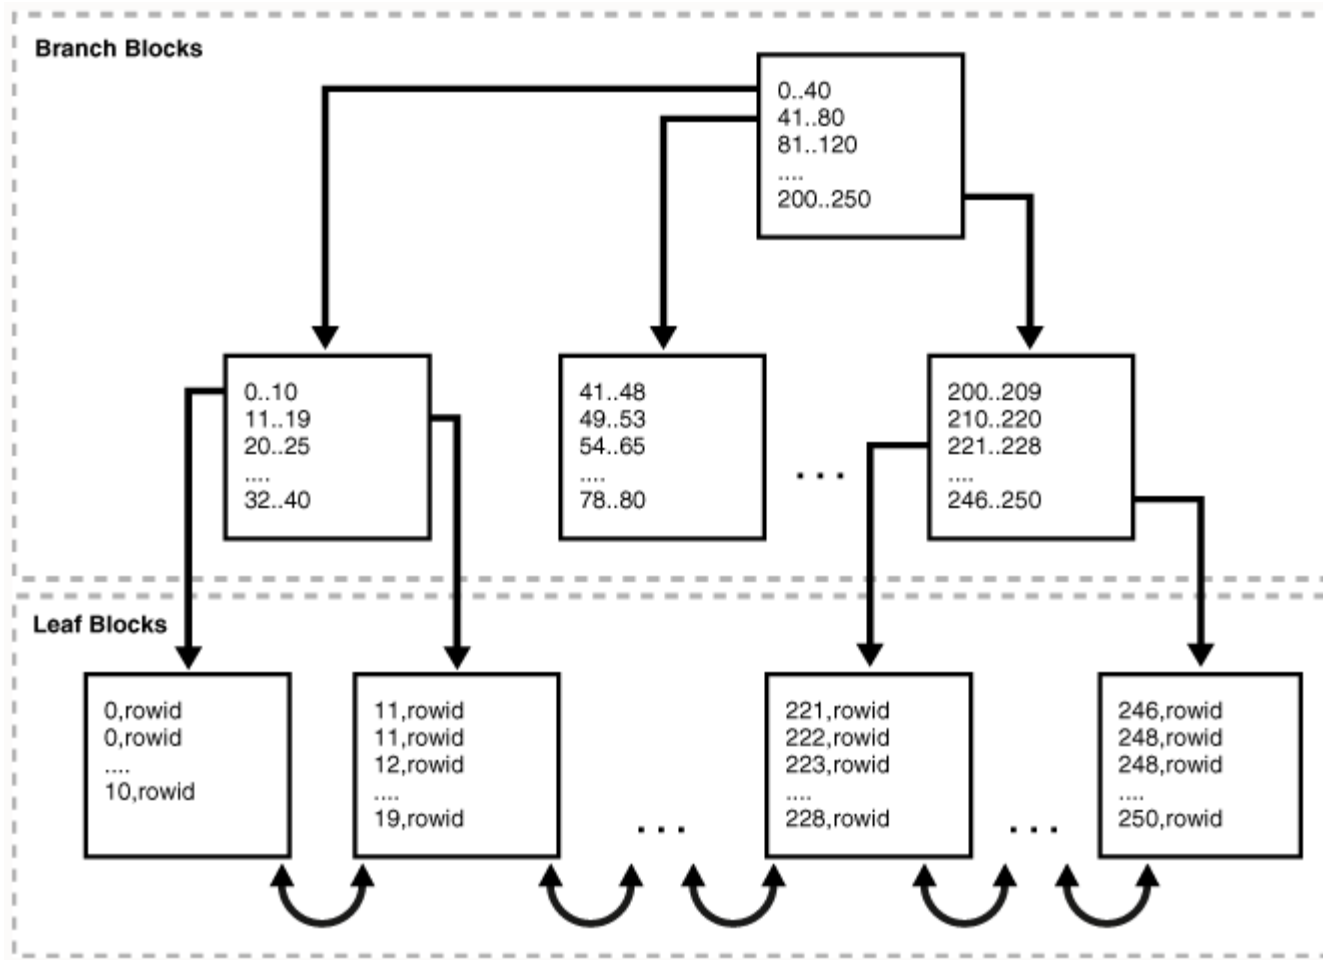 Branch Blocks
0..40
41..80
81..120
....
200..250
0..10
11..19
20..25
....
32..40
41..48
49..53
54..65
....
78..80
...
200..209
210..220
221..228
....
246..250
Leaf Blocks
0,rowid
0,rowid
....
10,rowid
11,rowid
11,rowid
12,rowid
....
19,rowid
...
221,rowid
222,rowid
223,rowid
....
228,rowid
...
246,rowid
248,rowid
248,rowid
....
250,rowid